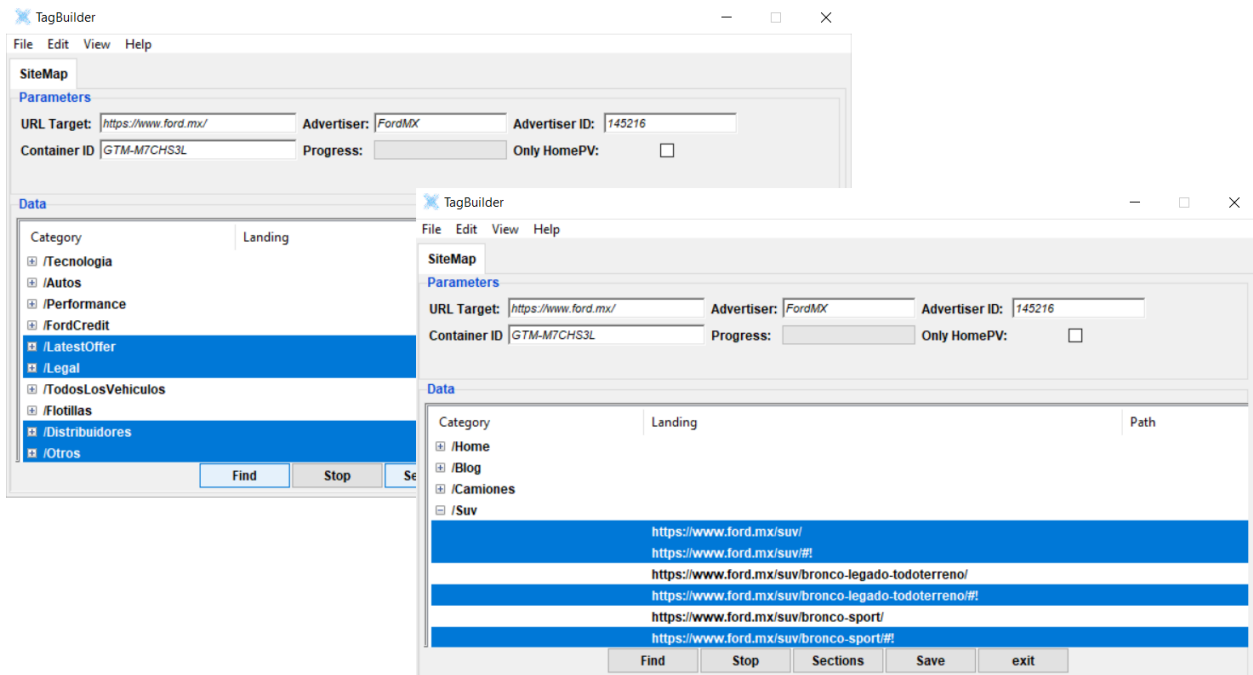 TagBuilder
File Edit View Help
SiteMap
Parameters
URL Target: https://www.ford.mx/ Advertiser: FordMX Advertiser ID: 145216
Container ID GTM-M7CHS3L Progress: Only HomePV:
Data
Category Landing
/Tecnologia
/Autos
/Performance
/FordCredit
/LatestOffer
/Legal
/TodosLosVehiculos
/Flotillas
/Distribuidores
/Otros
Find Stop Se
TagBuilder
File Edit View Help
SiteMap
Parameters
URL Target: https://www.ford.mx/ Advertiser: FordMX Advertiser ID: 145216
Container ID GTM-M7CHS3L Progress: Only HomePV:
Data
Category Landing Path
/Home
/Blog
/Camiones
/Suv
https://www.ford.mx/suv/
https://www.ford.mx/suv/#!
https://www.ford.mx/suv/bronco-legado-todoterreno/
https://www.ford.mx/suv/bronco-legado-todoterreno/#!
https://www.ford.mx/suv/bronco-sport/
https://www.ford.mx/suv/bronco-sport/#!
Find Stop Sections Save exit